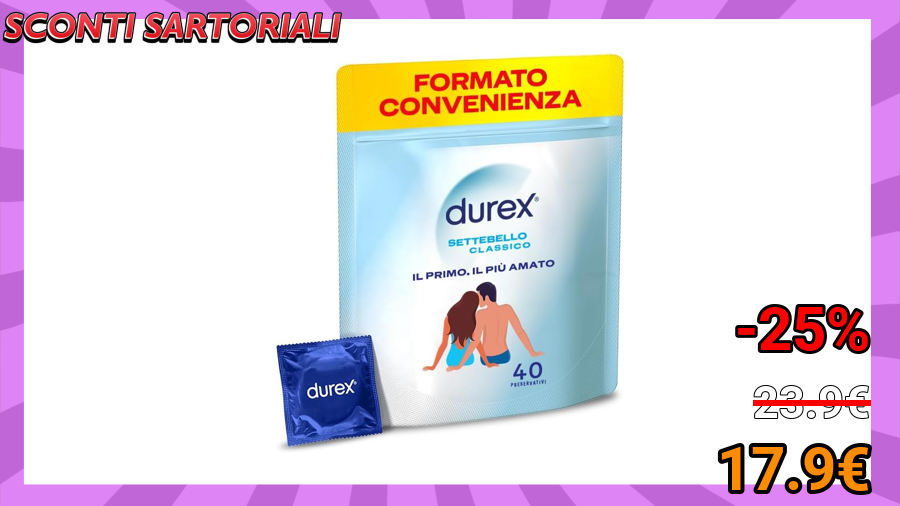 SCONTI SARTORIALI
FORMATO
CONVENIENZA
durex®
SETTEBELLO
CLASSICO
IL PRIMO. IL PIÙ AMATO
40
PRESERVATIVI
durex®
-25%
23.9€
17.9€